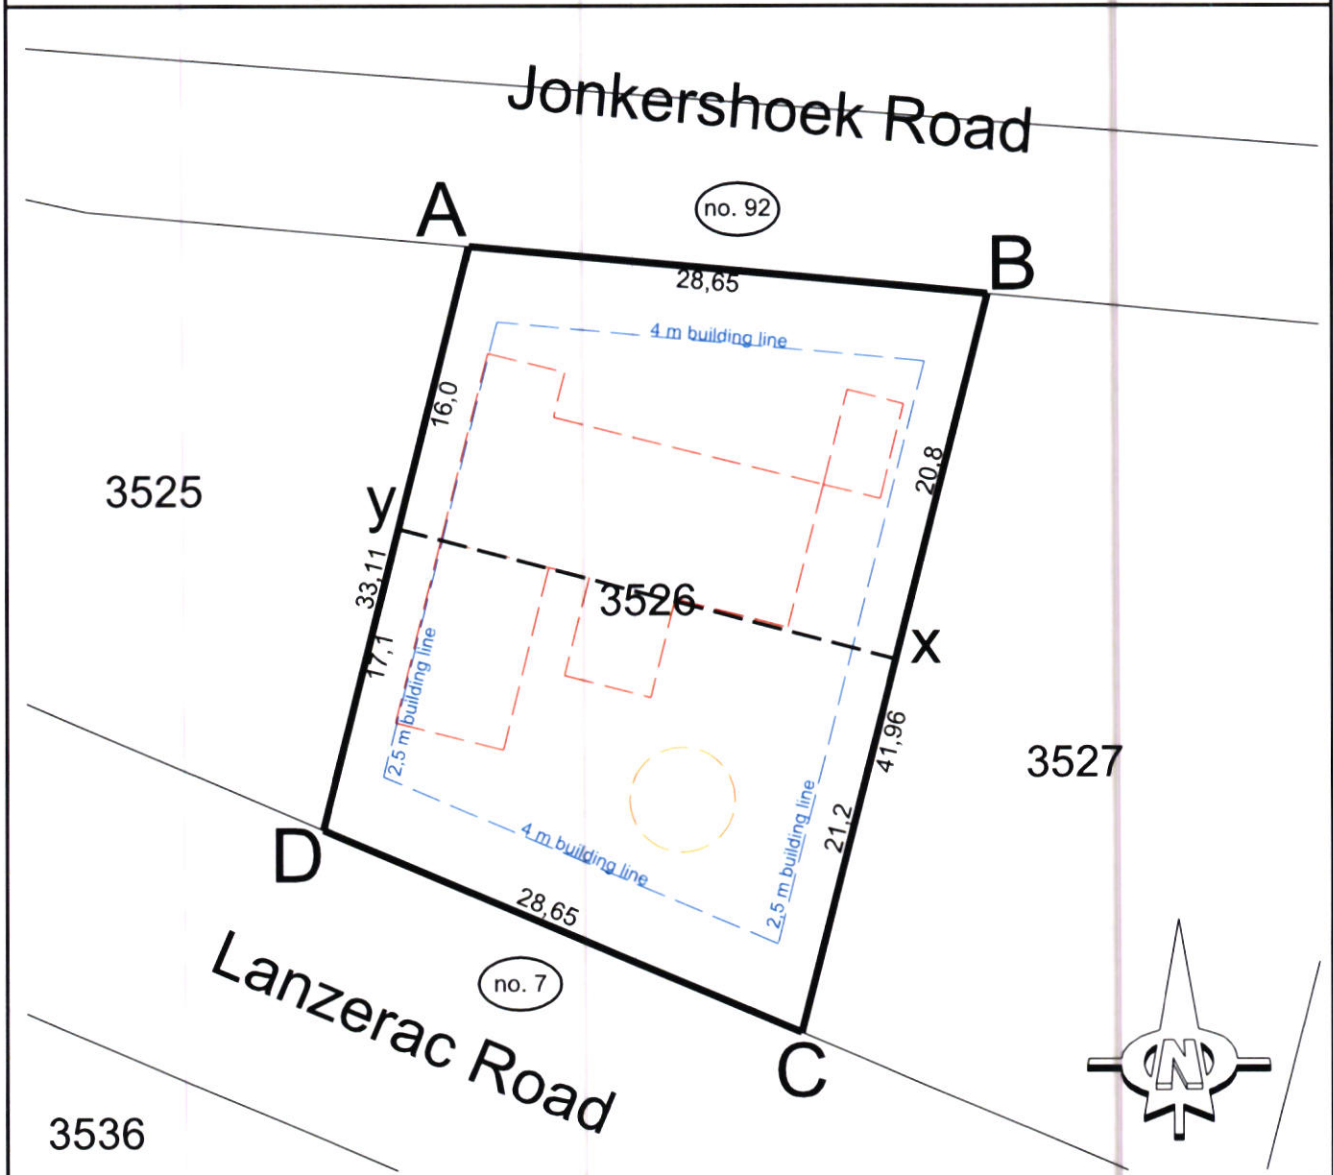 Jonkershoek Road
A
no. 92
B
28,65
4 m building line
16,0
20,8
3525
y
33,11
3526
x
17,1
2,5 m building line
41,96
3527
21,2
2,5 m building line
4 m building line
D
28,65
no. 7
Lanzerac Road
C
N
3536